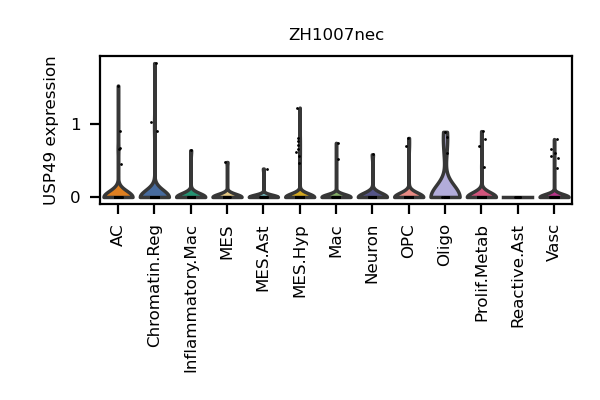 ZH1007nec
USP49 expression
1
0
AC
Chromatin.Reg
Inflammatory.Mac
MES
MES.Ast
MES.Hyp
Mac
Neuron
OPC
Oligo
Prolif.Metab
Reactive.Ast
Vasc